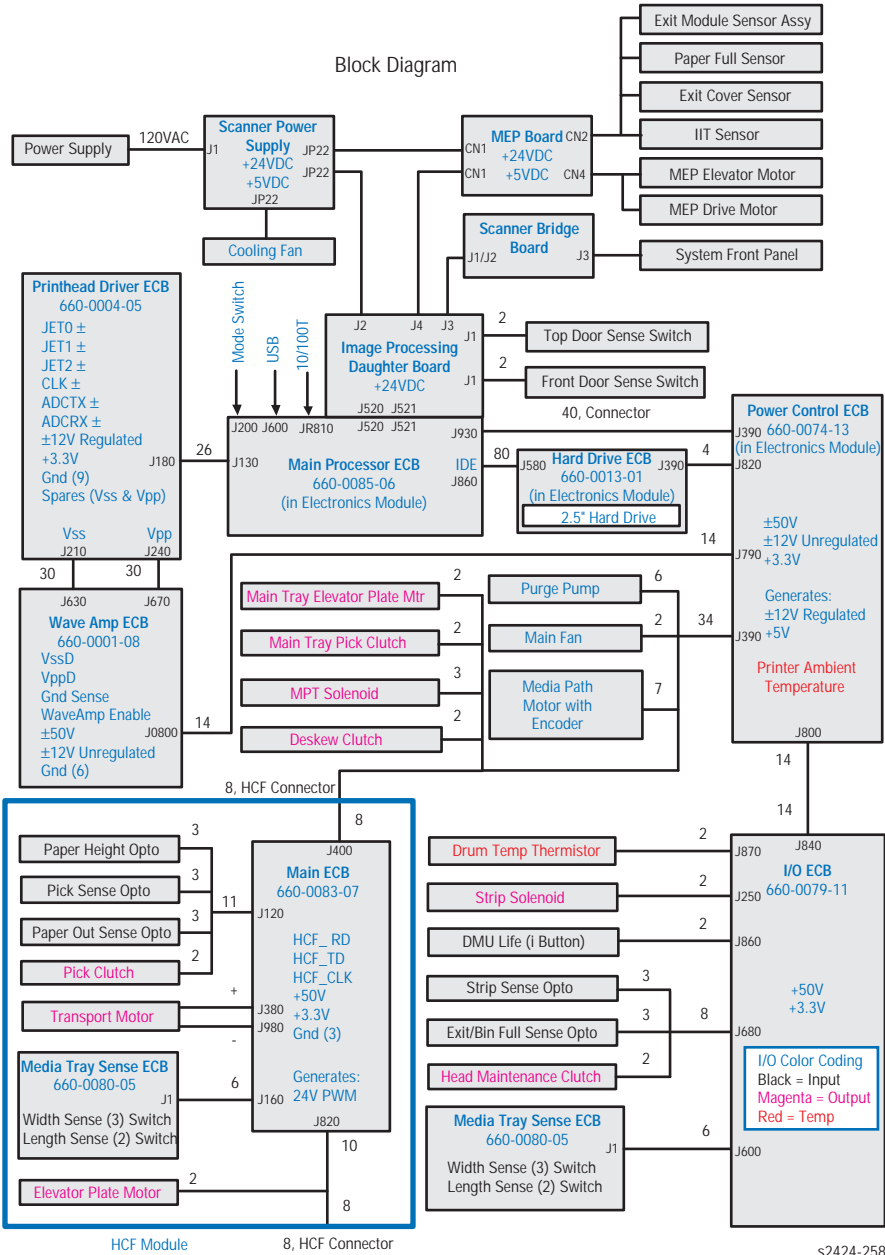 Block Diagram
Exit Module Sensor Assy
Paper Full Sensor
Exit Cover Sensor
IIT Sensor
MEP Elevator Motor
MEP Drive Motor
Power Supply
120VAC
Scanner Power
Supply
+24VDC
+5VDC
J1
JP22
JP22
JP22
Cooling Fan
MEP Board
+24VDC
+5VDC
CN1
CN1
CN2
CN4
Scanner Bridge
Board
J1/J2
J3
System Front Panel
Printhead Driver ECB
660-0004-05
JET0 ±
JET1 ±
JET2 ±
CLK ±
ADCTX ±
ADCRX ±
±12V Regulated
+3.3V
Gnd (9)
Spares (Vss & Vpp)
J180
Vss
Vpp
J210
J240
30
30
26
Mode Switch
USB
10/100T
J2
J4
J3
J1
J1
Image Processing
Daughter Board
+24VDC
J520 J521
2
Top Door Sense Switch
2
Front Door Sense Switch
J200
J600
JR810
J520 J521
J930
J130
Main Processor ECB
660-0085-06
(in Electronics Module)
IDE
J860
40, Connector
80
J580
Hard Drive ECB
J390
660-0013-01
(in Electronics Module)
2.5" Hard Drive
4
Power Control ECB
J390
660-0074-13
(in Electronics Module)
J820
±50V
±12V Unregulated
J790
+3.3V
Generates:
±12V Regulated
J390
+5V
Printer Ambient
Temperature
J800
14
34
J630
J670
Wave Amp ECB
660-0001-08
VssD
VppD
Gnd Sense
WaveAmp Enable
±50V
±12V Unregulated
Gnd (6)
J0800
14
Main Tray Elevator Plate Mtr
2
Main Tray Pick Clutch
2
MPT Solenoid
3
Deskew Clutch
2
Purge Pump
6
Main Fan
2
Media Path
Motor with
Encoder
7
8, HCF Connector
8
14
14
Paper Height Opto
3
Pick Sense Opto
3
Paper Out Sense Opto
3
Pick Clutch
2
11
Transport Motor
+
-
J400
Main ECB
660-0083-07
J120
HCF_ RD
HCF_TD
HCF_CLK
+50V
J380
+3.3V
J980
Gnd (3)
Generates:
J160
24V PWM
J820
Media Tray Sense ECB
660-0080-05
J1
Width Sense (3) Switch
Length Sense (2) Switch
6
10
Elevator Plate Motor
2
8
HCF Module
8, HCF Connector
Drum Temp Thermistor
2
Strip Solenoid
2
DMU Life (i Button)
2
Strip Sense Opto
3
Exit/Bin Full Sense Opto
3
8
Head Maintenance Clutch
2
Media Tray Sense ECB
660-0080-05
J1
Width Sense (3) Switch
Length Sense (2) Switch
6
J840
J870
I/O ECB
J250
660-0079-11
J860
+50V
+3.3V
J680
I/O Color Coding
Black = Input
Magenta = Output
Red = Temp
J600
s2424-258